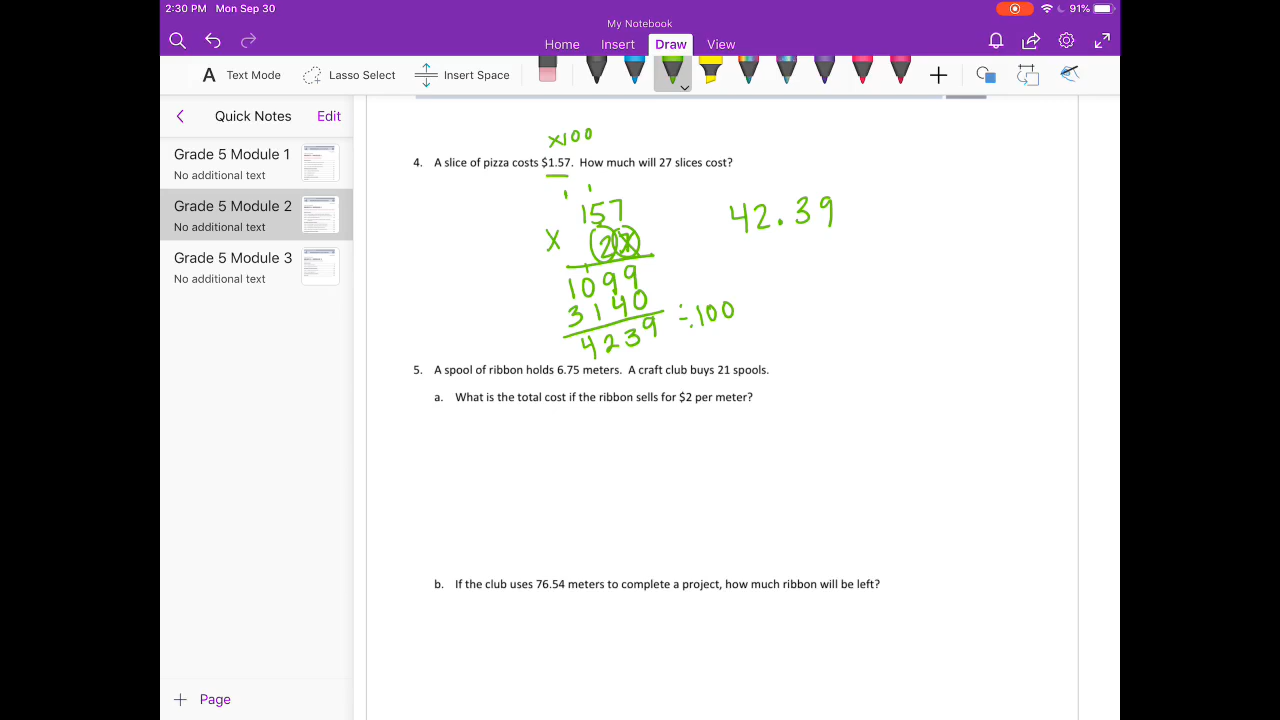 2:30 PM Mon Sep 30
91%
My Notebook
Home Insert Draw View
Text Mode Lasso Select Insert Space
Quick Notes Edit
Grade 5 Module 1
No additional text
Grade 5 Module 2
No additional text
Grade 5 Module 3
No additional text
Page
x100
4. A slice of pizza costs $1.57. How much will 27 slices cost?
1 1
157
x 27
1
1099
3140
4239 ÷100
42.39
5. A spool of ribbon holds 6.75 meters. A craft club buys 21 spools.
a. What is the total cost if the ribbon sells for $2 per meter?
b. If the club uses 76.54 meters to complete a project, how much ribbon will be left?